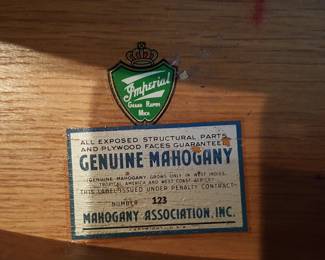 Imperial
GRAND RAPIDS
MICH.
ALL EXPOSED STRUCTURAL PARTS
AND PLYWOOD FACES GUARANTEED
GENUINE MAHOGANY
(GENUINE MAHOGANY GROWS ONLY IN WEST INDIES,
TROPICAL AMERICA AND WEST COAST AFRICA)
THIS LABEL ISSUED UNDER PENALTY CONTRACT
NUMBER 123
MAHOGANY ASSOCIATION, INC.